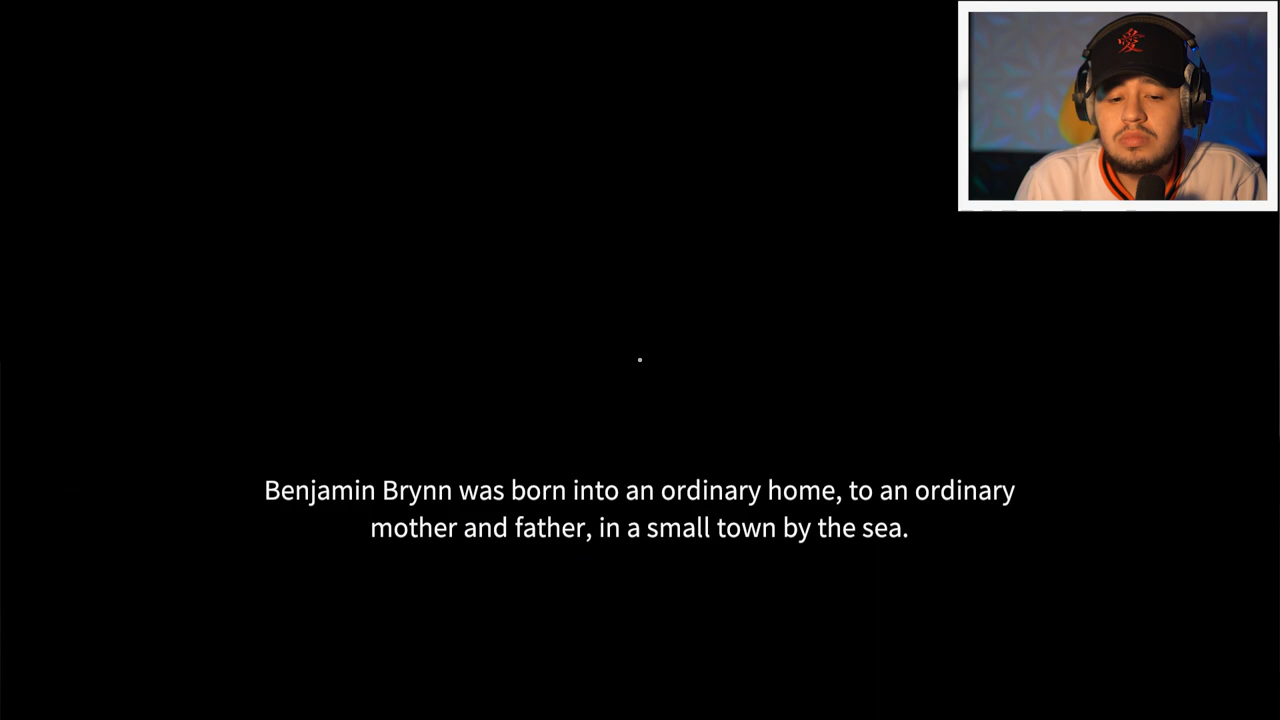 愛
Benjamin Brynn was born into an ordinary home, to an ordinary
mother and father, in a small town by the sea.